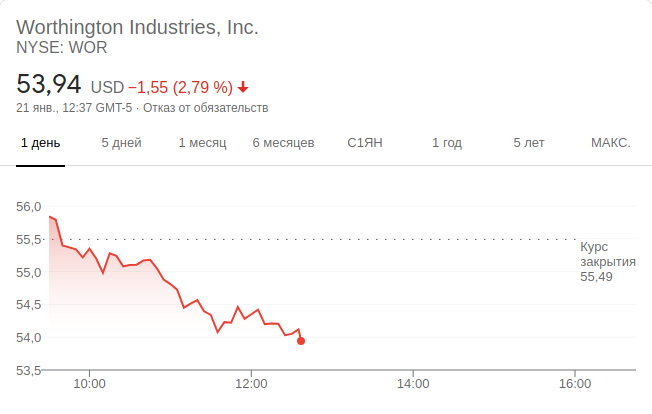 Worthington Industries, Inc.
NYSE: WOR
53,94 USD −1,55 (2,79 %)
21 янв., 12:37 GMT-5 · Отказ от обязательств
1 день 5 дней 1 месяц 6 месяцев С1ЯН 1 год 5 лет МАКС.
56,0
55,5
Курс
закрытия
55,49
55,0
54,5
54,0
53,5
10:00 12:00 14:00 16:00